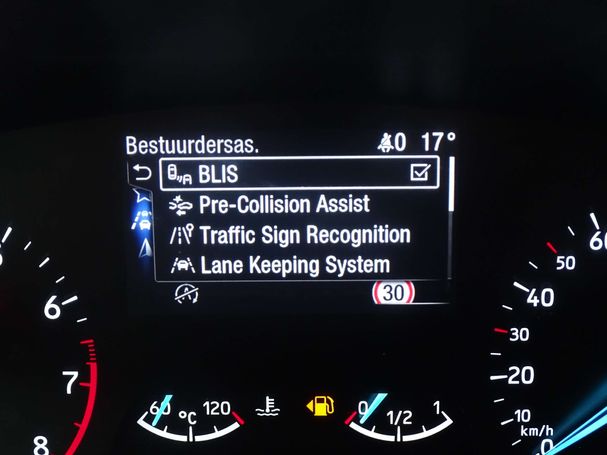 Bestuurdersas. 0 17°
BLIS
Pre-Collision Assist
Traffic Sign Recognition
Lane Keeping System
30
6
7
8
60
50
40
30
20
10
0
km/h
60 120
°C
0 1/2 1